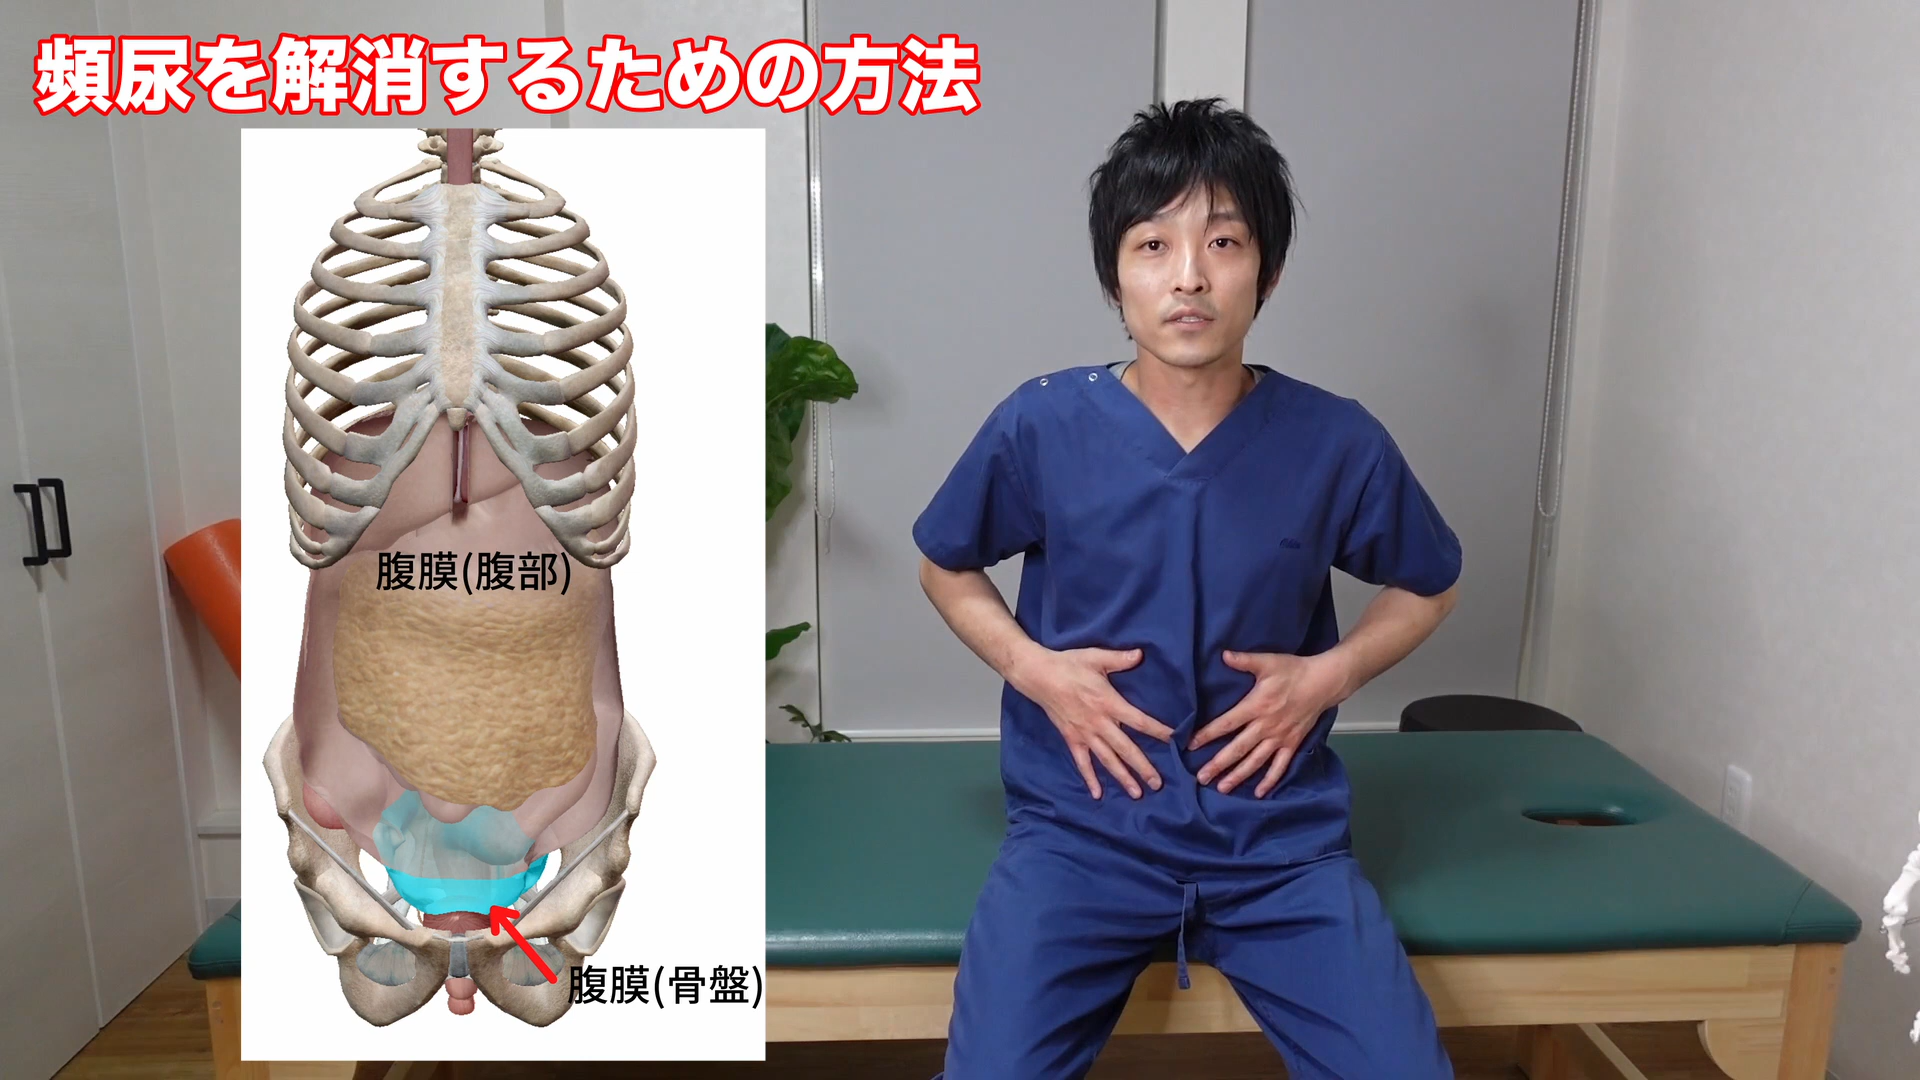 頻尿を解消するための方法
腹膜(腹部)
腹膜(骨盤)